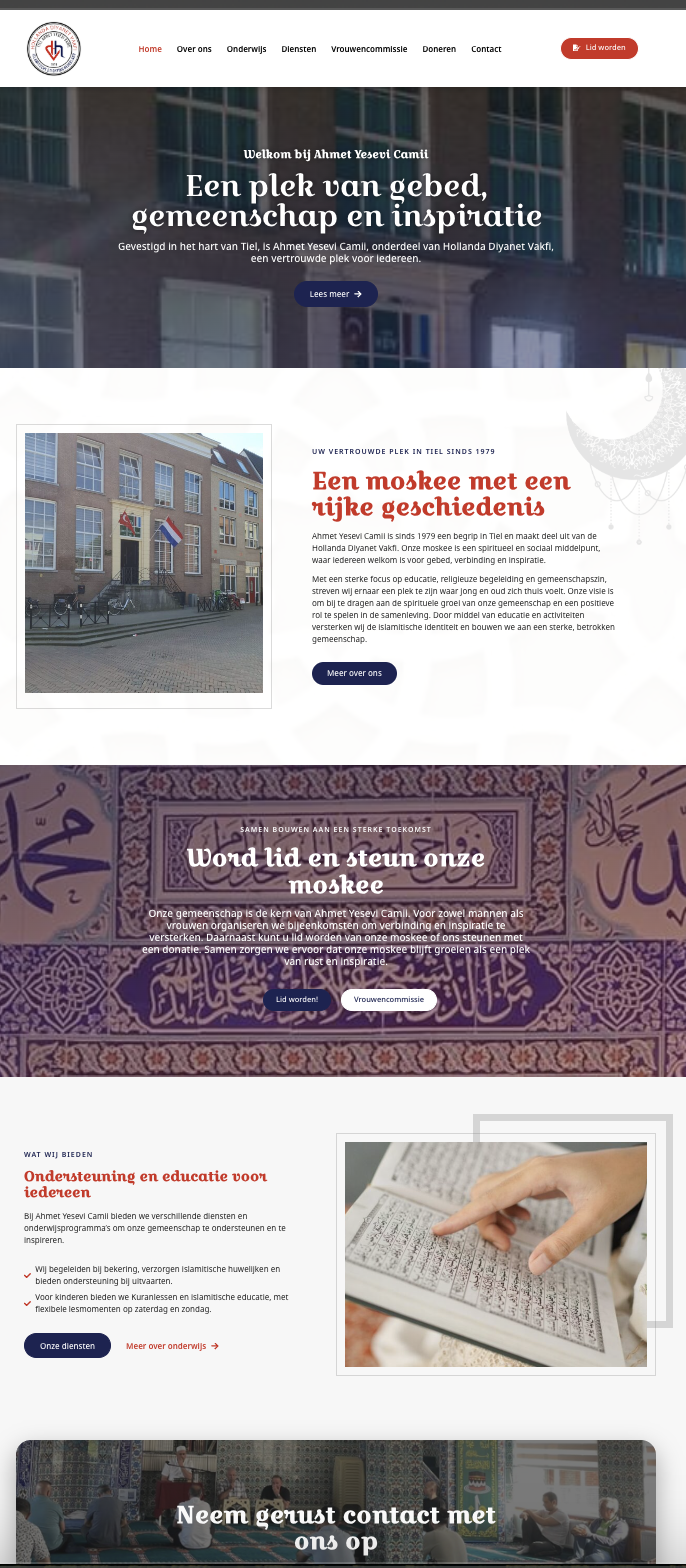 Home Over ons Onderwijs Diensten Vrouwencommissie Doneren Contact
Lid worden
Welkom bij Ahmet Yesevi Camii
Een plek van gebed,
gemeenschap en inspiratie
Gevestigd in het hart van Tiel, is Ahmet Yesevi Camii, onderdeel van Hollanda Diyanet Vakfi,
een vertrouwde plek voor iedereen.
Lees meer
UW VERTROUWDE PLEK IN TIEL SINDS 1979
Een moskee met een
rijke geschiedenis
Ahmet Yesevi Camii is sinds 1979 een begrip in Tiel en maakt deel uit van de
Hollanda Diyanet Vakfi. Onze moskee is een spiritueel en sociaal middelpunt,
waar iedereen welkom is voor gebed, verbinding en inspiratie.
Met een sterke focus op educatie, religieuze begeleiding en gemeenschapszin,
streven wij ernaar een plek te zijn waar jong en oud zich thuis voelt. Onze visie is
om bij te dragen aan de spirituele groei van onze gemeenschap en een positieve
rol te spelen in de samenleving. Door middel van educatie en activiteiten
versterken wij de islamitische identiteit en bouwen we aan een sterke, betrokken
gemeenschap.
Meer over ons
SAMEN BOUWEN AAN EEN STERKE TOEKOMST
Word lid en steun onze
moskee
Onze gemeenschap is de kern van Ahmet Yesevi Camii. Voor zowel mannen als
vrouwen organiseren we bijeenkomsten om verbinding en inspiratie te
versterken. Daarnaast kunt u lid worden van onze moskee of ons steunen met
een donatie. Samen zorgen we ervoor dat onze moskee blijft groeien als een plek
van rust en inspiratie.
Lid worden!
Vrouwencommissie
WAT WIJ BIEDEN
Ondersteuning en educatie voor
iedereen
Bij Ahmet Yesevi Camii bieden we verschillende diensten en
onderwijsprogramma's om onze gemeenschap te ondersteunen en te
inspireren.
Wij begeleiden bij bekering, verzorgen islamitische huwelijken en
bieden ondersteuning bij uitvaarten.
Voor kinderen bieden we Kuranlessen en islamitische educatie, met
flexibele lesmomenten op zaterdag en zondag.
Onze diensten
Meer over onderwijs
Neem gerust contact met
ons op